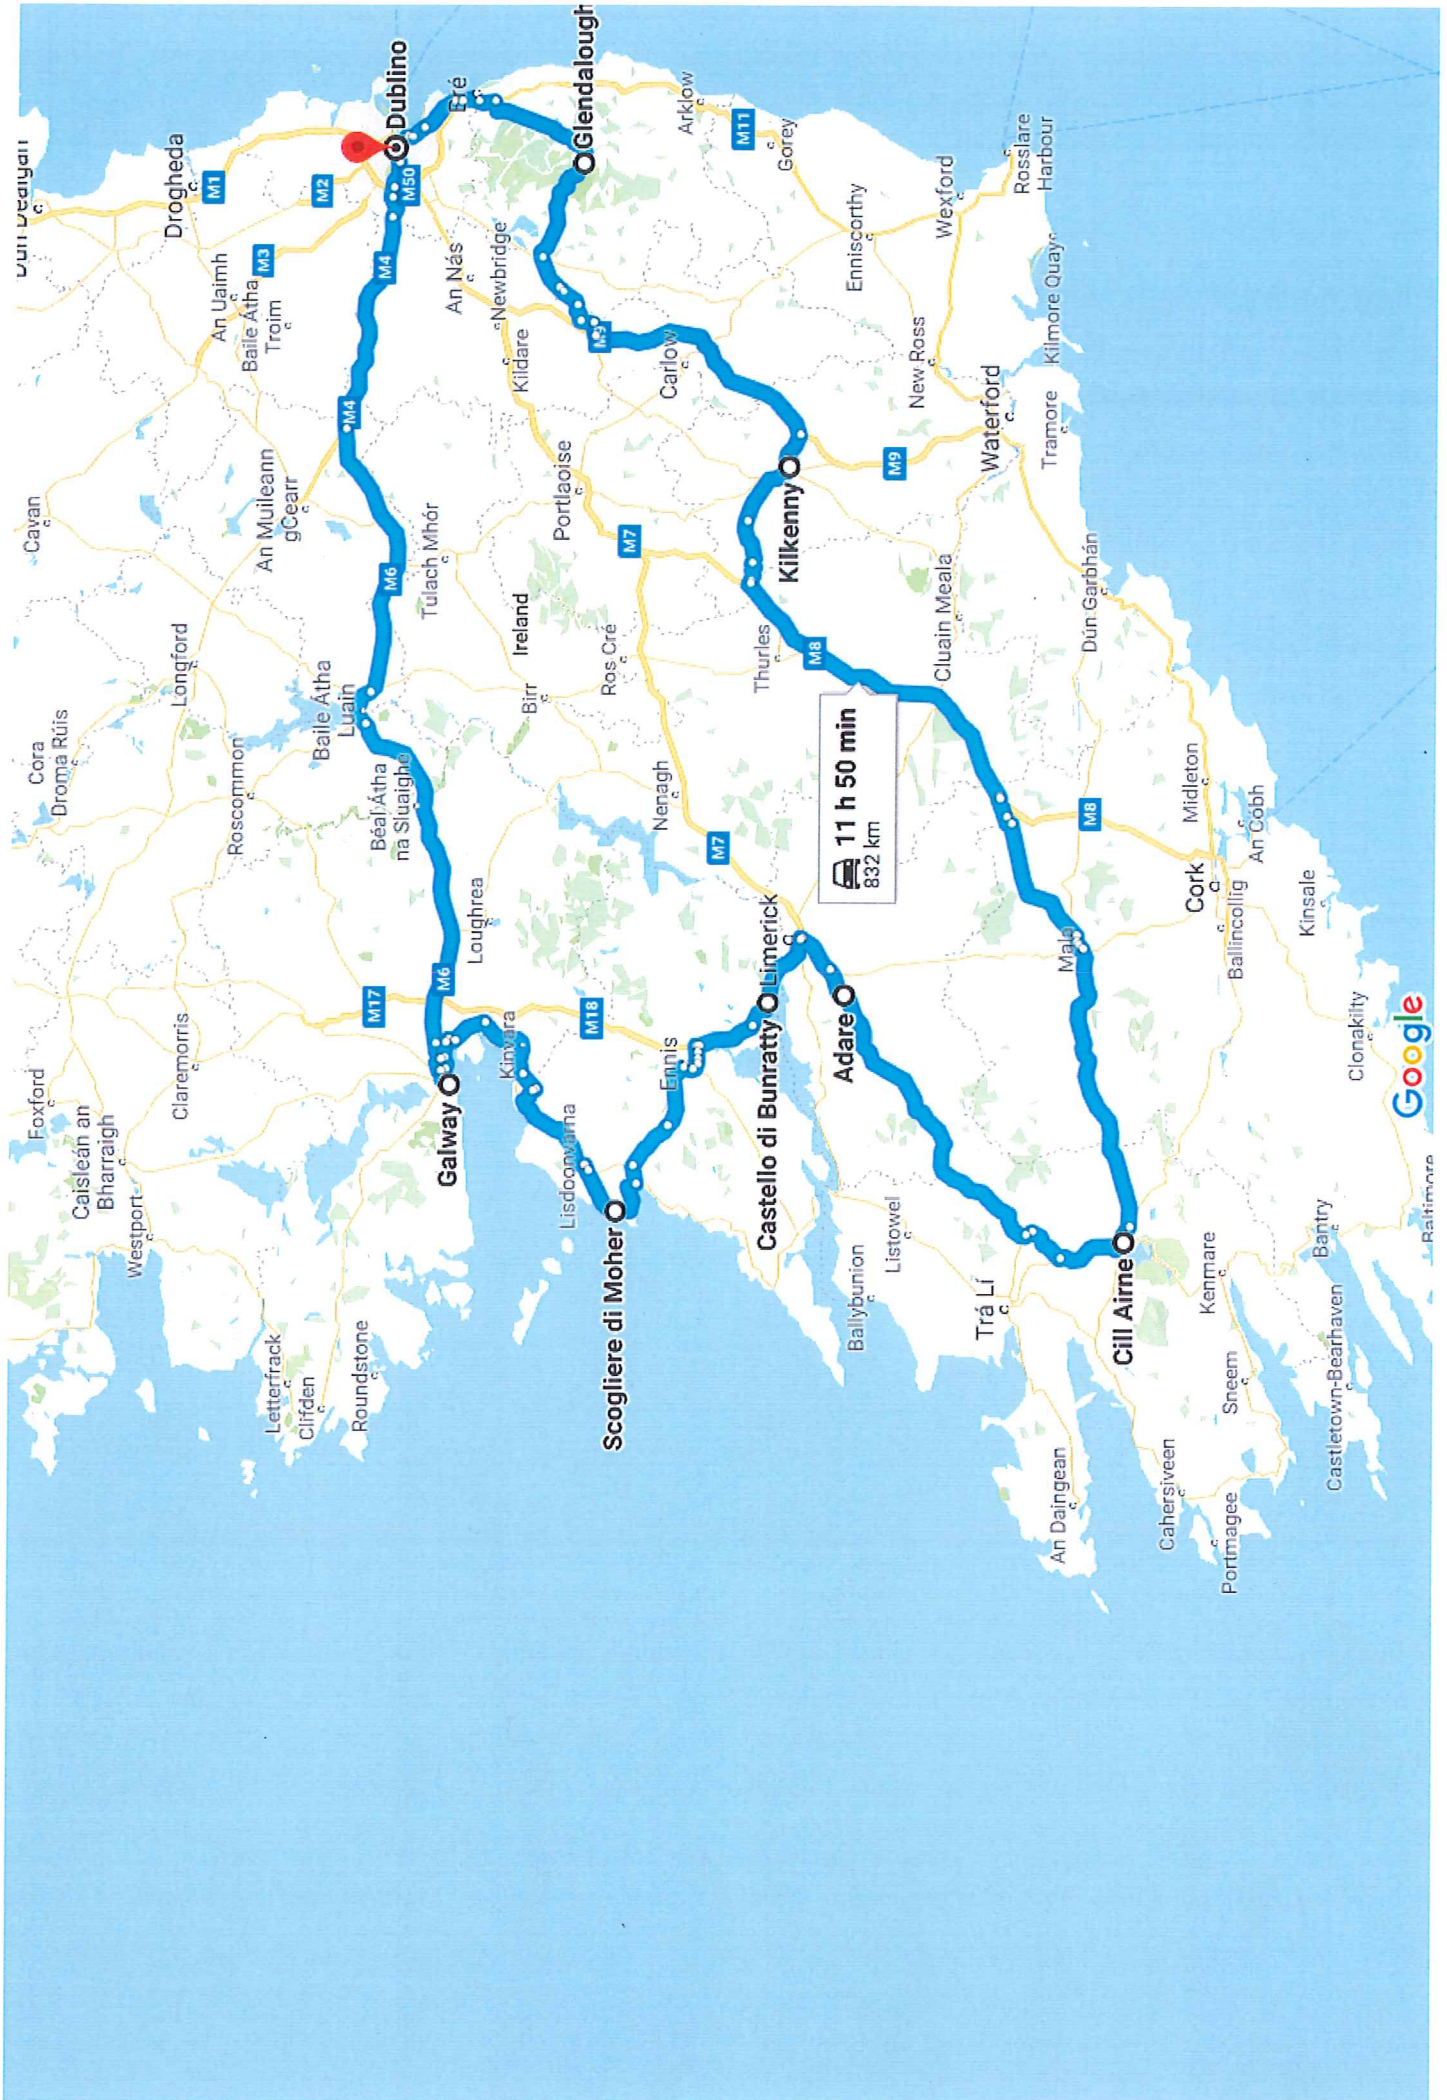 Dún Dealgan
Cavan
Cora
Droma Rúis
Foxford
Drogheda
M1
Longford
Claremorris
Caisleán an
Bharraigh
Westport
An Uaimh
M3
Baile Átha
Troim
M2
An Muileann
gCearr
Roscommon
Dublino
M50
M4
M4
Baile Átha
Luain
M17
Letterfrack
Clifden
Roundstone
Bré
An Nás
M6
Tulach Mhór
Béal Átha
na Sluaighe
M6
Galway
Newbridge
Kildare
Loughrea
Kinvara
Glendalough
Portlaoise
Ireland
Birr
Lisdoonvarna
M9
M18
Scogliere di Moher
Arklow
Carlow
M7
Ros Cré
Nenagh
Ennis
M11
Gorey
Kilkenny
Thurles
M7
Limerick
Castello di Bunratty
M8
11 h 50 min
832 km
Adare
Enniscorthy
M9
New Ross
Listowel
Ballybunion
Wexford
Cluain Meala
Waterford
Trá Lí
Rosslare
Harbour
Kilmore Quay
Tramore
Dún Garbhán
M8
Mala
An Daingean
Cill Airne
Cahersiveen
Midleton
Cork
Kenmare
Sneem
Portmagee
An Cóbh
Ballincollig
Kinsale
Bantry
Castletown-Bearhaven
Clonakilty
Google
Baltimore